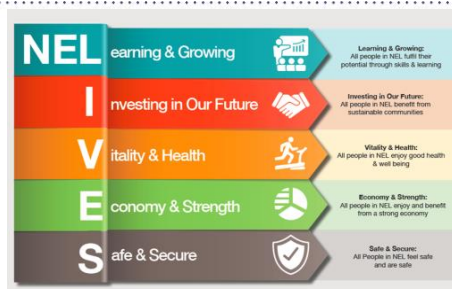 NEL earning & Growing
Learning & Growing:
All people in NEL fulfil their
potential through skills & learning
I nvesting in Our Future
Investing in Our Future:
All people in NEL benefit from
sustainable communities
V itality & Health
Vitality & Health:
All people in NEL enjoy good health
& well being
E conomy & Strength
Economy & Strength:
All people in NEL enjoy and benefit
from a strong economy
S afe & Secure
Safe & Secure:
All People in NEL feel safe
and are safe